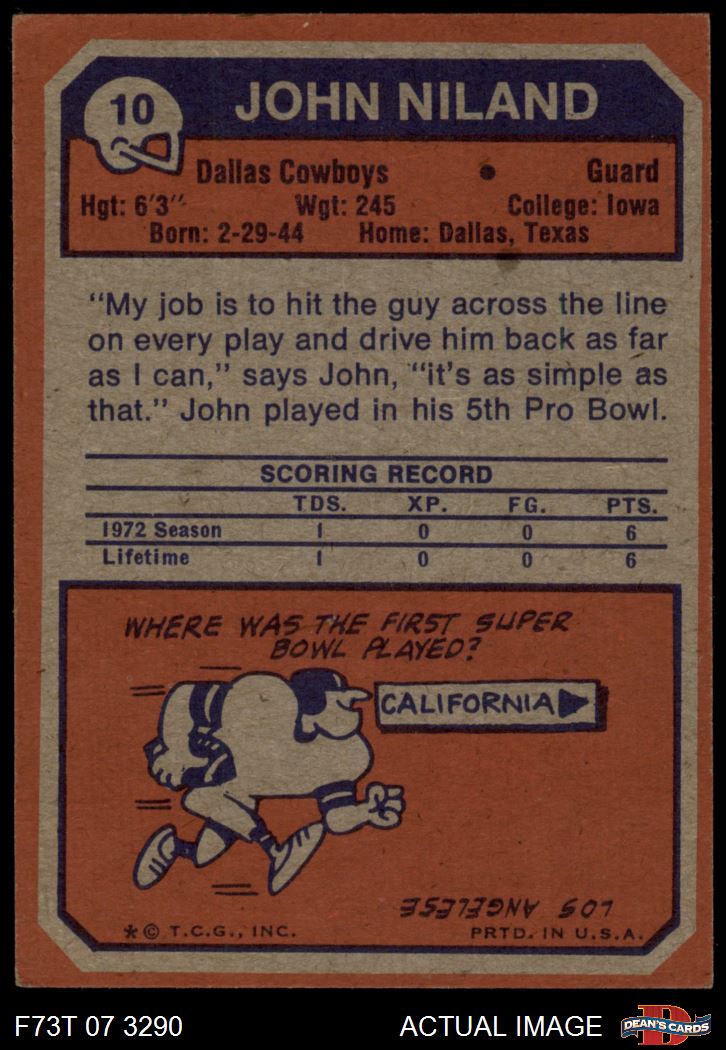 10
JOHN NILAND
Dallas Cowboys • Guard
Hgt: 6'3" Wgt: 245 College: Iowa
Born: 2-29-44 Home: Dallas, Texas
"My job is to hit the guy across the line
on every play and drive him back as far
as I can," says John, "it's as simple as
that." John played in his 5th Pro Bowl.
SCORING RECORD
TDS. XP. FG. PTS.
1972 Season 1 0 0 6
Lifetime 1 0 0 6
WHERE WAS THE FIRST SUPER
BOWL PLAYED?
CALIFORNIA
LOS
ANGELESE
* © T.C.G., INC. PRTD. IN U.S.A.
F73T 07 3290 ACTUAL IMAGE
D
DEAN'S CARDS